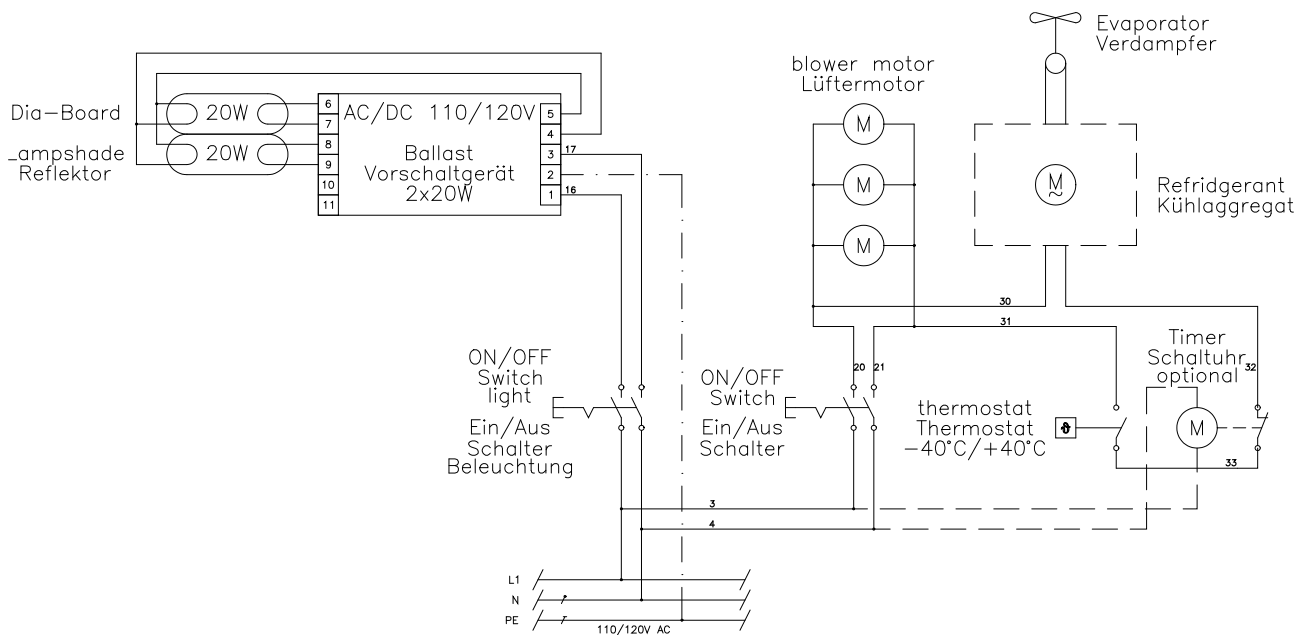 Evaporator
Verdampfer
blower motor
Lüftermotor
Dia-Board
20W
6
7
8
9
10
11
AC/DC 110/120V
Ballast
Vorschaltgerät
2x20W
5
4
3
2
1
17
16
_ampshade
Reflektor
20W
M
M
M
M
Refridgerant
Kühlaggregat
30
31
20
21
32
Timer
Schaltuhr
optional
ON/OFF
Switch
light
Ein/Aus
Schalter
Beleuchtung
ON/OFF
Switch
Ein/Aus
Schalter
thermostat
Thermostat
-40°C/+40°C
ϑ
M
33
3
4
L1
N
PE
110/120V AC